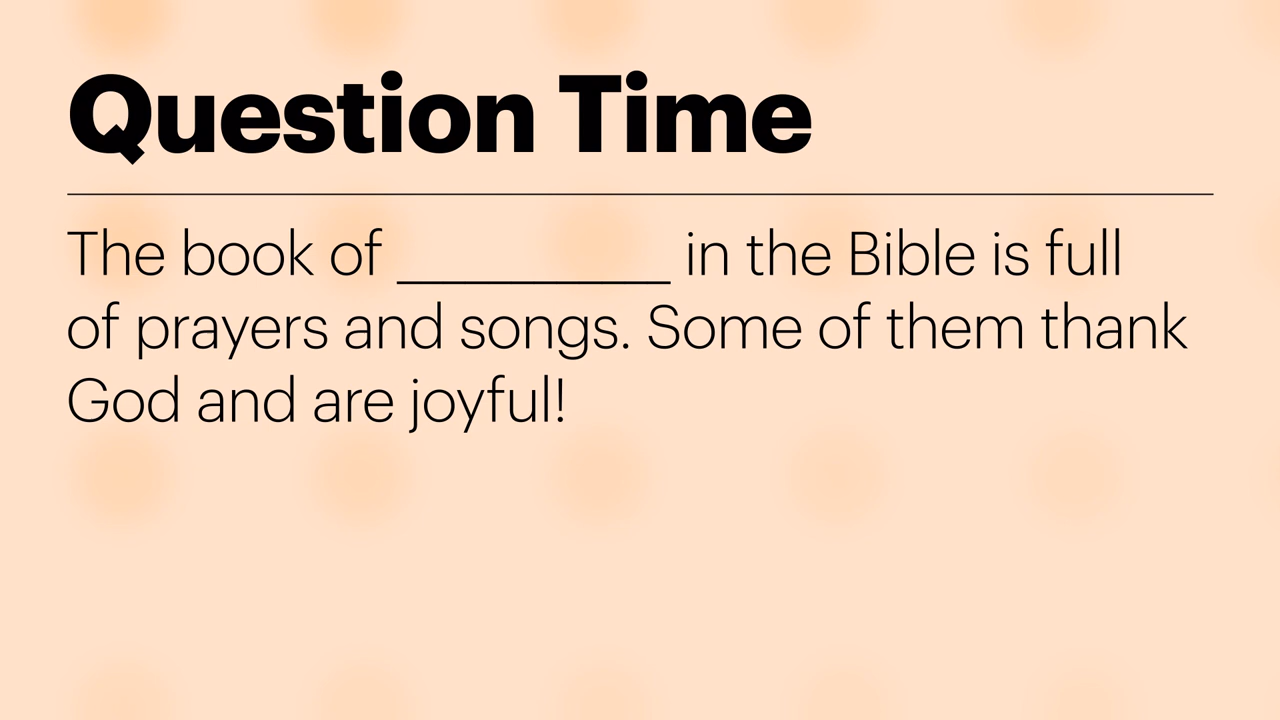 Question Time
The book of __________ in the Bible is full
of prayers and songs. Some of them thank
God and are joyful!